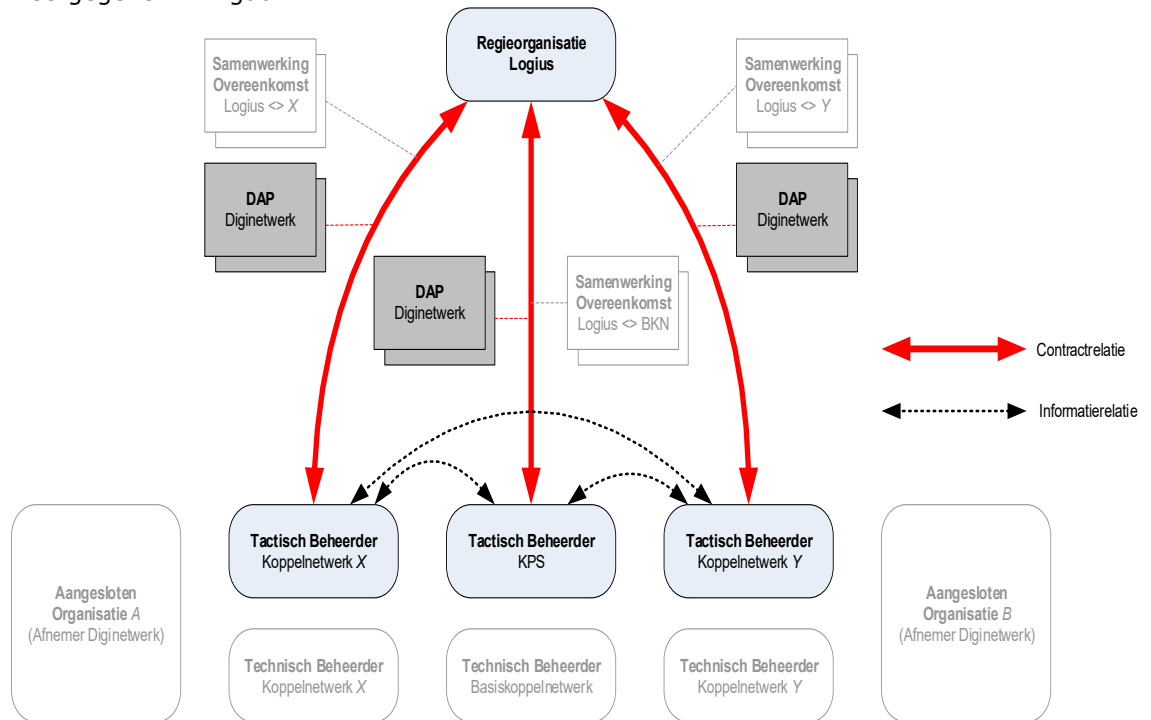 Regieorganisatie
Logius
Samenwerking
Overeenkomst
Logius <> X
Samenwerking
Overeenkomst
Logius <> Y
DAP
Diginetwerk
DAP
Diginetwerk
DAP
Diginetwerk
Samenwerking
Overeenkomst
Logius <> BKN
Contractrelatie
Informatierelatie
Tactisch Beheerder
Koppelnetwerk X
Tactisch Beheerder
KPS
Tactisch Beheerder
Koppelnetwerk Y
Aangesloten
Organisatie A
(Afnemer Diginetwerk)
Aangesloten
Organisatie B
(Afnemer Diginetwerk)
Technisch Beheerder
Koppelnetwerk X
Technisch Beheerder
Basiskoppelnetwerk
Technisch Beheerder
Koppelnetwerk Y